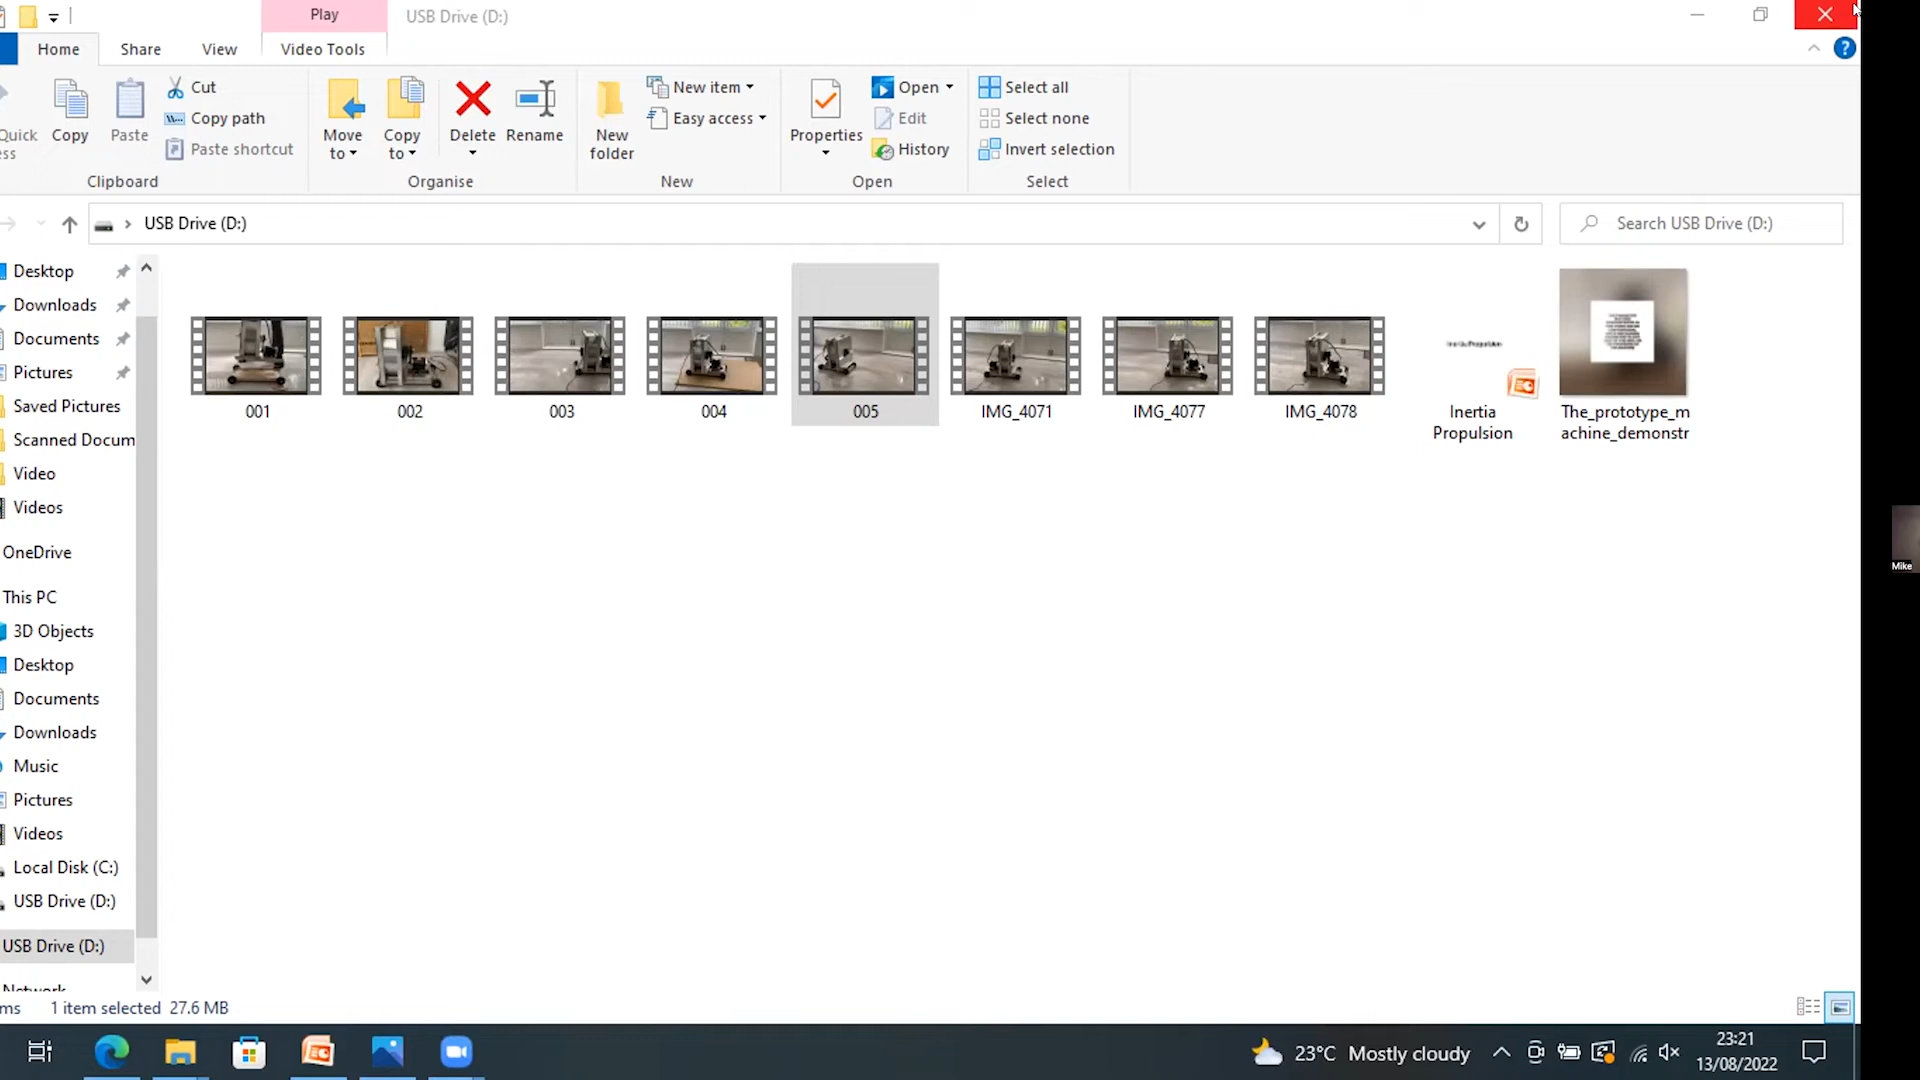 Play
USB Drive (D:)
Home
Share
View
Video Tools
Quick
ess
Copy
Paste
Cut
Copy path
Paste shortcut
Move to
Copy to
Delete
Rename
New folder
New item
Easy access
Properties
Open
Edit
History
Select all
Select none
Invert selection
Clipboard
Organise
New
Open
Select
USB Drive (D:)
Search USB Drive (D:)
Desktop
Downloads
Documents
Pictures
Saved Pictures
Scanned Docum
Video
Videos
OneDrive
This PC
3D Objects
Desktop
Documents
Downloads
Music
Pictures
Videos
Local Disk (C:)
USB Drive (D:)
USB Drive (D:)
Network
001
002
003
004
005
IMG_4071
IMG_4077
IMG_4078
Inertia
Propulsion
The_prototype_m
achine_demonstr
Mike
ms
1 item selected 27.6 MB
23°C Mostly cloudy
23:21
13/08/2022